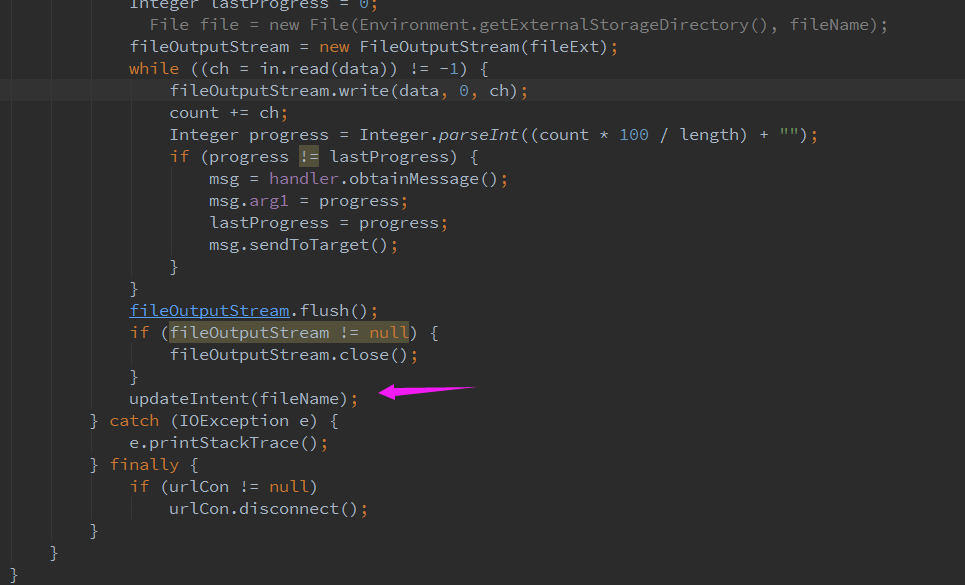 Integer lastProgress = 0;
File file = new File(Environment.getExternalStorageDirectory(), fileName);
fileOutputStream = new FileOutputStream(fileExt);
while ((ch = in.read(data)) != -1) {
fileOutputStream.write(data, 0, ch);
count += ch;
Integer progress = Integer.parseInt((count * 100 / length) + "");
if (progress != lastProgress) {
msg = handler.obtainMessage();
msg.arg1 = progress;
lastProgress = progress;
msg.sendToTarget();
}
}
fileOutputStream.flush();
if (fileOutputStream != null) {
fileOutputStream.close();
}
updateIntent(fileName);
} catch (IOException e) {
e.printStackTrace();
} finally {
if (urlCon != null)
urlCon.disconnect();
}
}
}